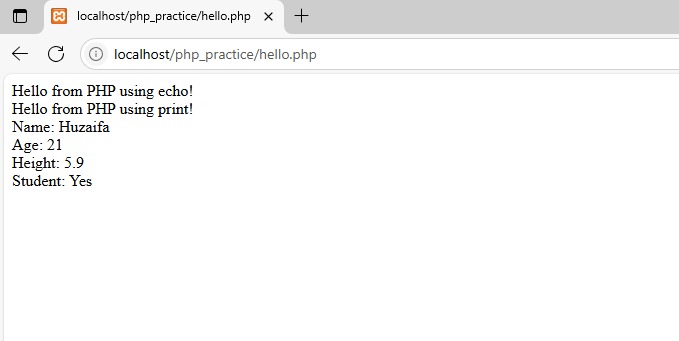 localhost/php_practice/hello.php
localhost/php_practice/hello.php
Hello from PHP using echo!
Hello from PHP using print!
Name: Huzaifa
Age: 21
Height: 5.9
Student: Yes